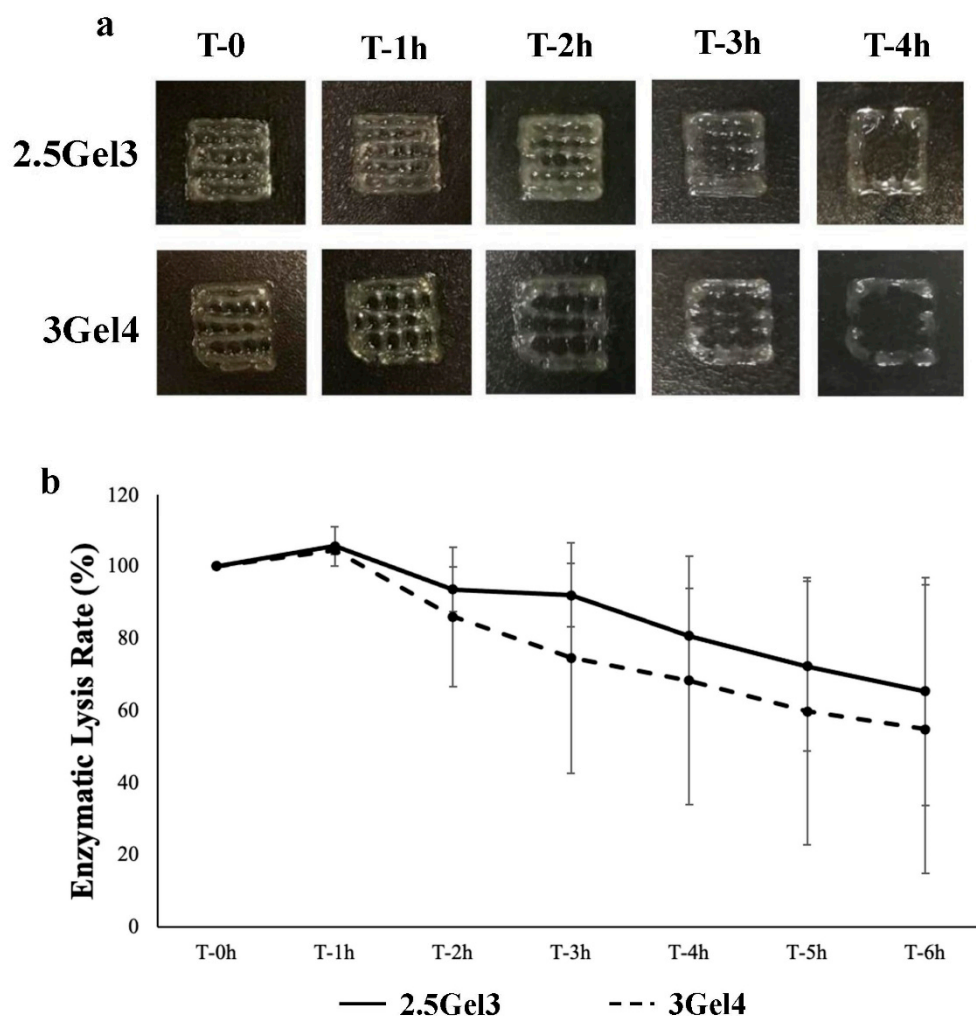 a
T-0 T-1h T-2h T-3h T-4h
2.5Gel3
3Gel4
b
Enzymatic Lysis Rate (%)
120
100
80
60
40
20
0
T-0h T-1h T-2h T-3h T-4h T-5h T-6h
2.5Gel3 3Gel4